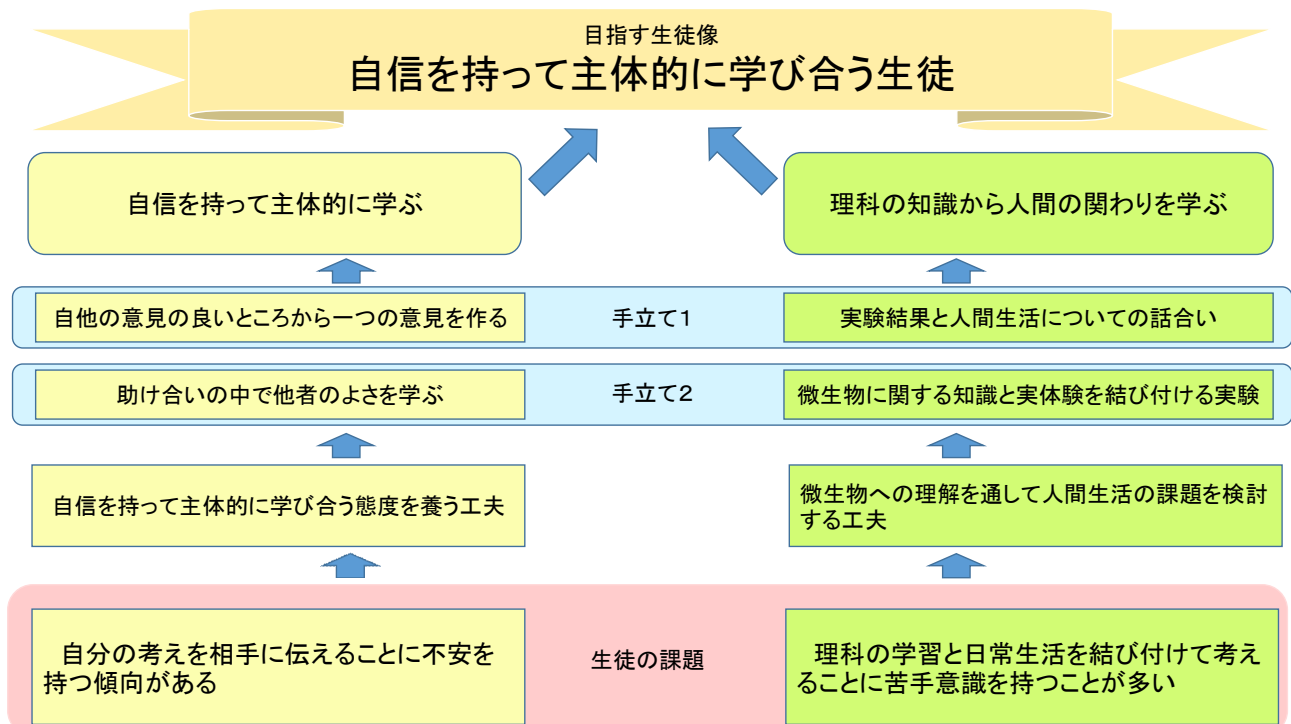 目指す生徒像
自信を持って主体的に学び合う生徒
自信を持って主体的に学ぶ
理科の知識から人間の関わりを学ぶ
自他の意見の良いところから一つの意見を作る
手立て1
実験結果と人間生活についての話合い
助け合いの中で他者のよさを学ぶ
手立て2
微生物に関する知識と実体験を結び付ける実験
自信を持って主体的に学び合う態度を養う工夫
微生物への理解を通して人間生活の課題を検討
する工夫
自分の考えを相手に伝えることに不安を
持つ傾向がある
生徒の課題
理科の学習と日常生活を結び付けて考え
ることに苦手意識を持つことが多い